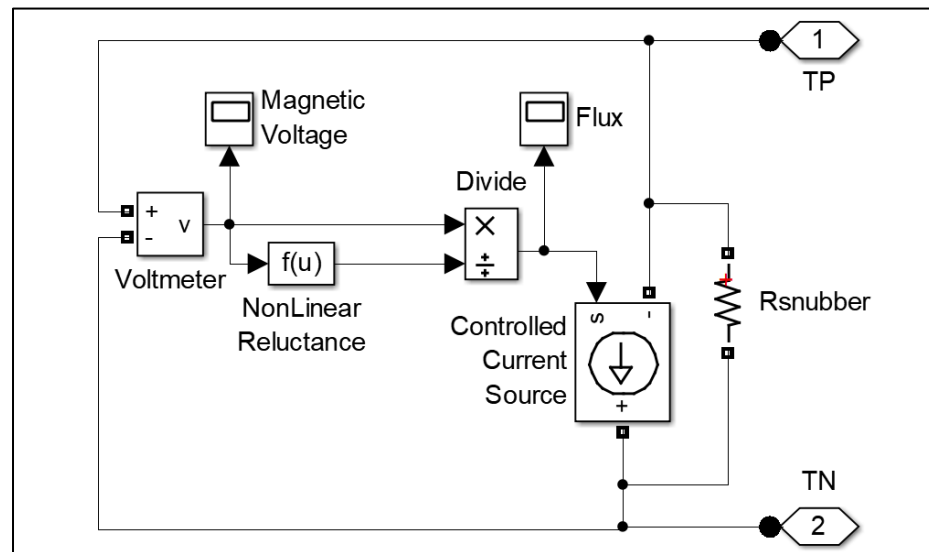 1
TP
Magnetic
Voltage
Flux
Divide
+
-
v
Voltmeter
f(u)
NonLinear
Reluctance
×
÷
s
-
+
Controlled
Current
Source
+
Rsnubber
TN
2